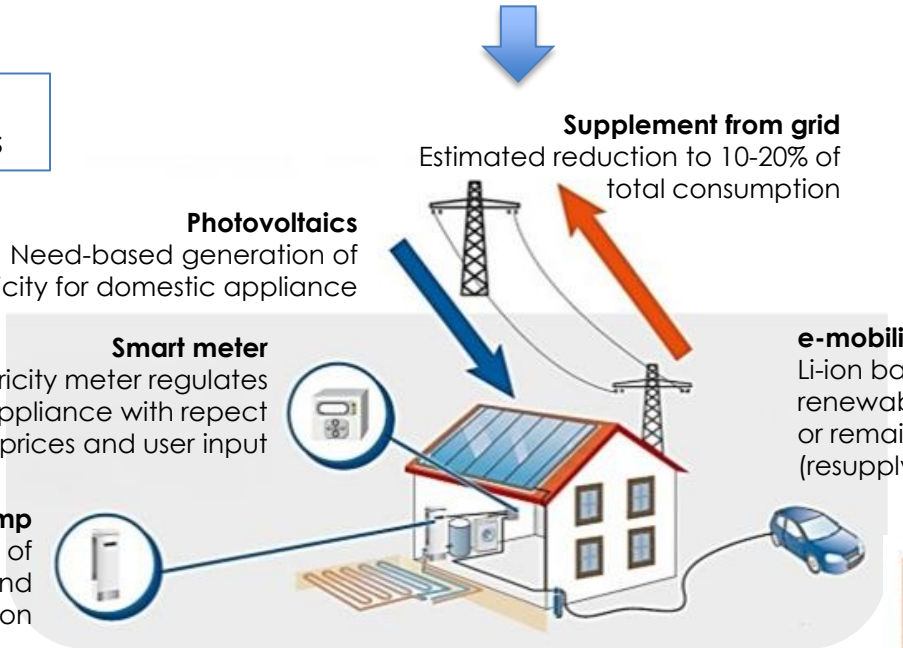 s
Supplement from grid
Estimated reduction to 10-20% of
total consumption
Photovoltaics
Need-based generation of
icity for domestic appliance
Smart meter
ricity meter regulates
ppliance with repect
prices and user input
e-mobili
Li-ion ba
renewab
or remai
(resupply
mp
of
nd
on